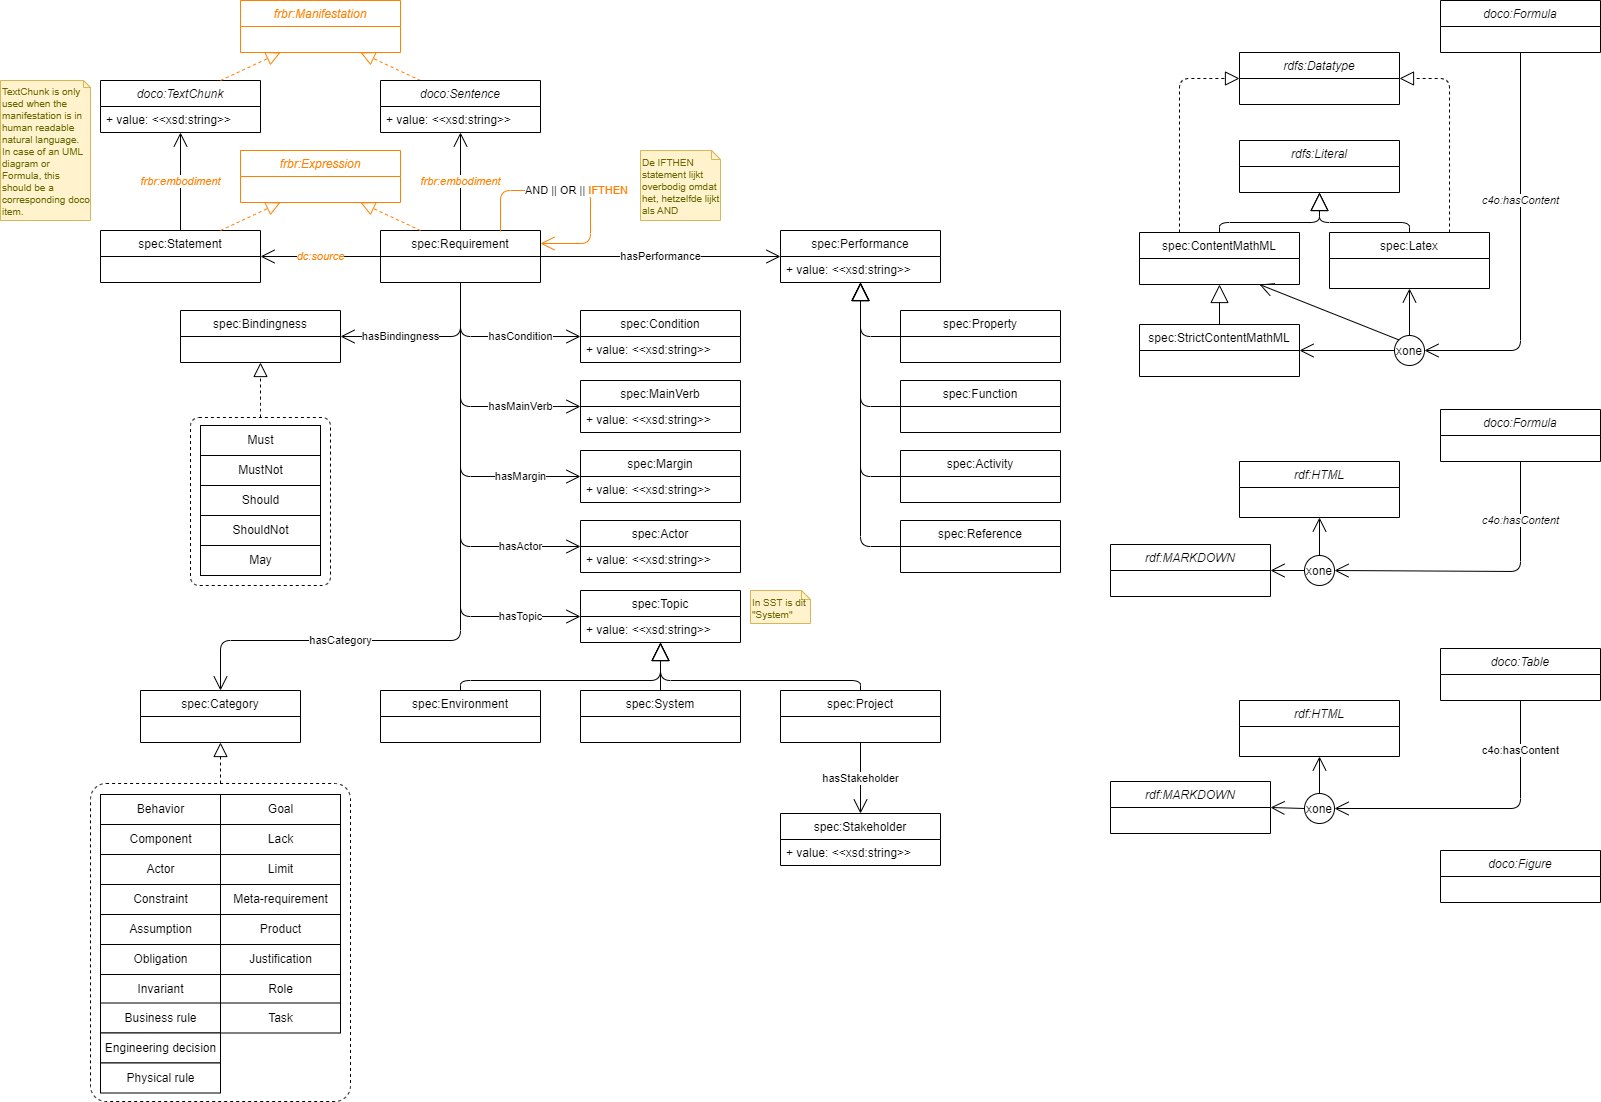 frbr:Manifestation
TextChunk is only
used when the
manifestation is in
human readable
natural language.
In case of an UML
diagram or
Formula, this
should be a
corresponding doco
item.
doco:TextChunk
+ value: <<xsd:string>>
doco:Sentence
+ value: <<xsd:string>>
frbr:embodiment
frbr:Expression
frbr:embodiment
AND || OR || IFTHEN
De IFTHEN
statement lijkt
overbodig omdat
het, hetzelfde lijkt
als AND
spec:Statement
dc:source
spec:Requirement
hasPerformance
spec:Performance
+ value: <<xsd:string>>
spec:Bindingness
hasBindingness
hasCondition
spec:Condition
+ value: <<xsd:string>>
spec:Property
hasMainVerb
spec:MainVerb
+ value: <<xsd:string>>
spec:Function
Must
MustNot
Should
ShouldNot
May
hasMargin
spec:Margin
+ value: <<xsd:string>>
spec:Activity
hasActor
spec:Actor
+ value: <<xsd:string>>
spec:Reference
hasTopic
spec:Topic
+ value: <<xsd:string>>
In SST is dit
"System"
hasCategory
spec:Category
spec:Environment
spec:System
spec:Project
hasStakeholder
spec:Stakeholder
+ value: <<xsd:string>>
Behavior
Goal
Component
Lack
Actor
Limit
Constraint
Meta-requirement
Assumption
Product
Obligation
Justification
Invariant
Role
Business rule
Task
Engineering decision
Physical rule
doco:Formula
rdfs:Datatype
rdfs:Literal
c4o:hasContent
spec:ContentMathML
spec:Latex
spec:StrictContentMathML
xone
doco:Formula
rdf:HTML
c4o:hasContent
rdf:MARKDOWN
xone
doco:Table
rdf:HTML
c4o:hasContent
rdf:MARKDOWN
xone
doco:Figure